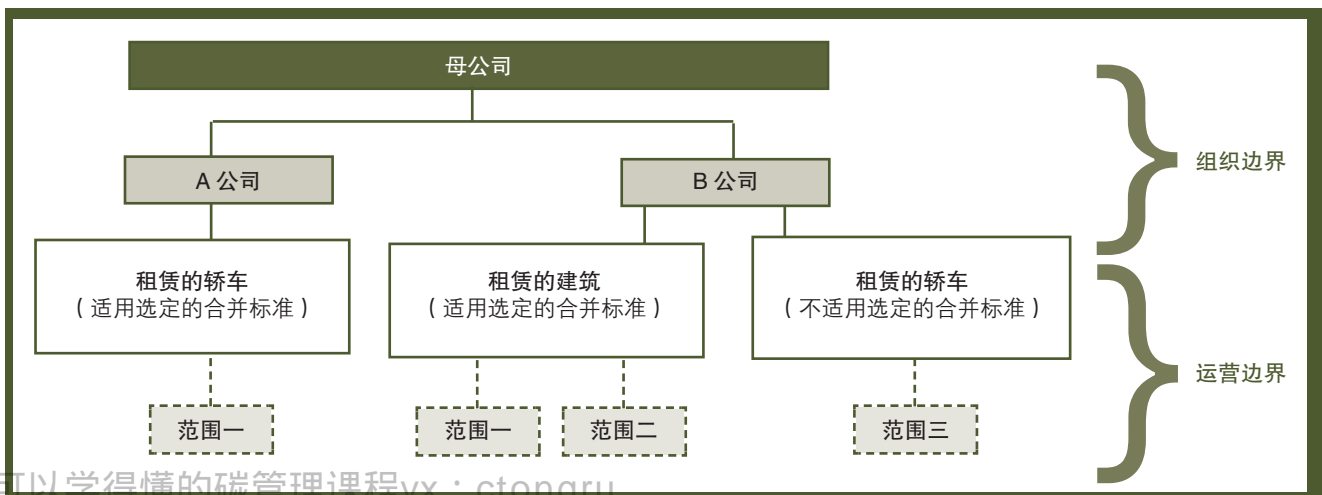 母公司
A 公司
B 公司
组织边界
租赁的轿车
（适用选定的合并标准）
租赁的建筑
（适用选定的合并标准）
租赁的轿车
（不适用选定的合并标准）
运营边界
范围一
范围一
范围二
范围三
可以学得懂的碳管理课程vx：ctongru